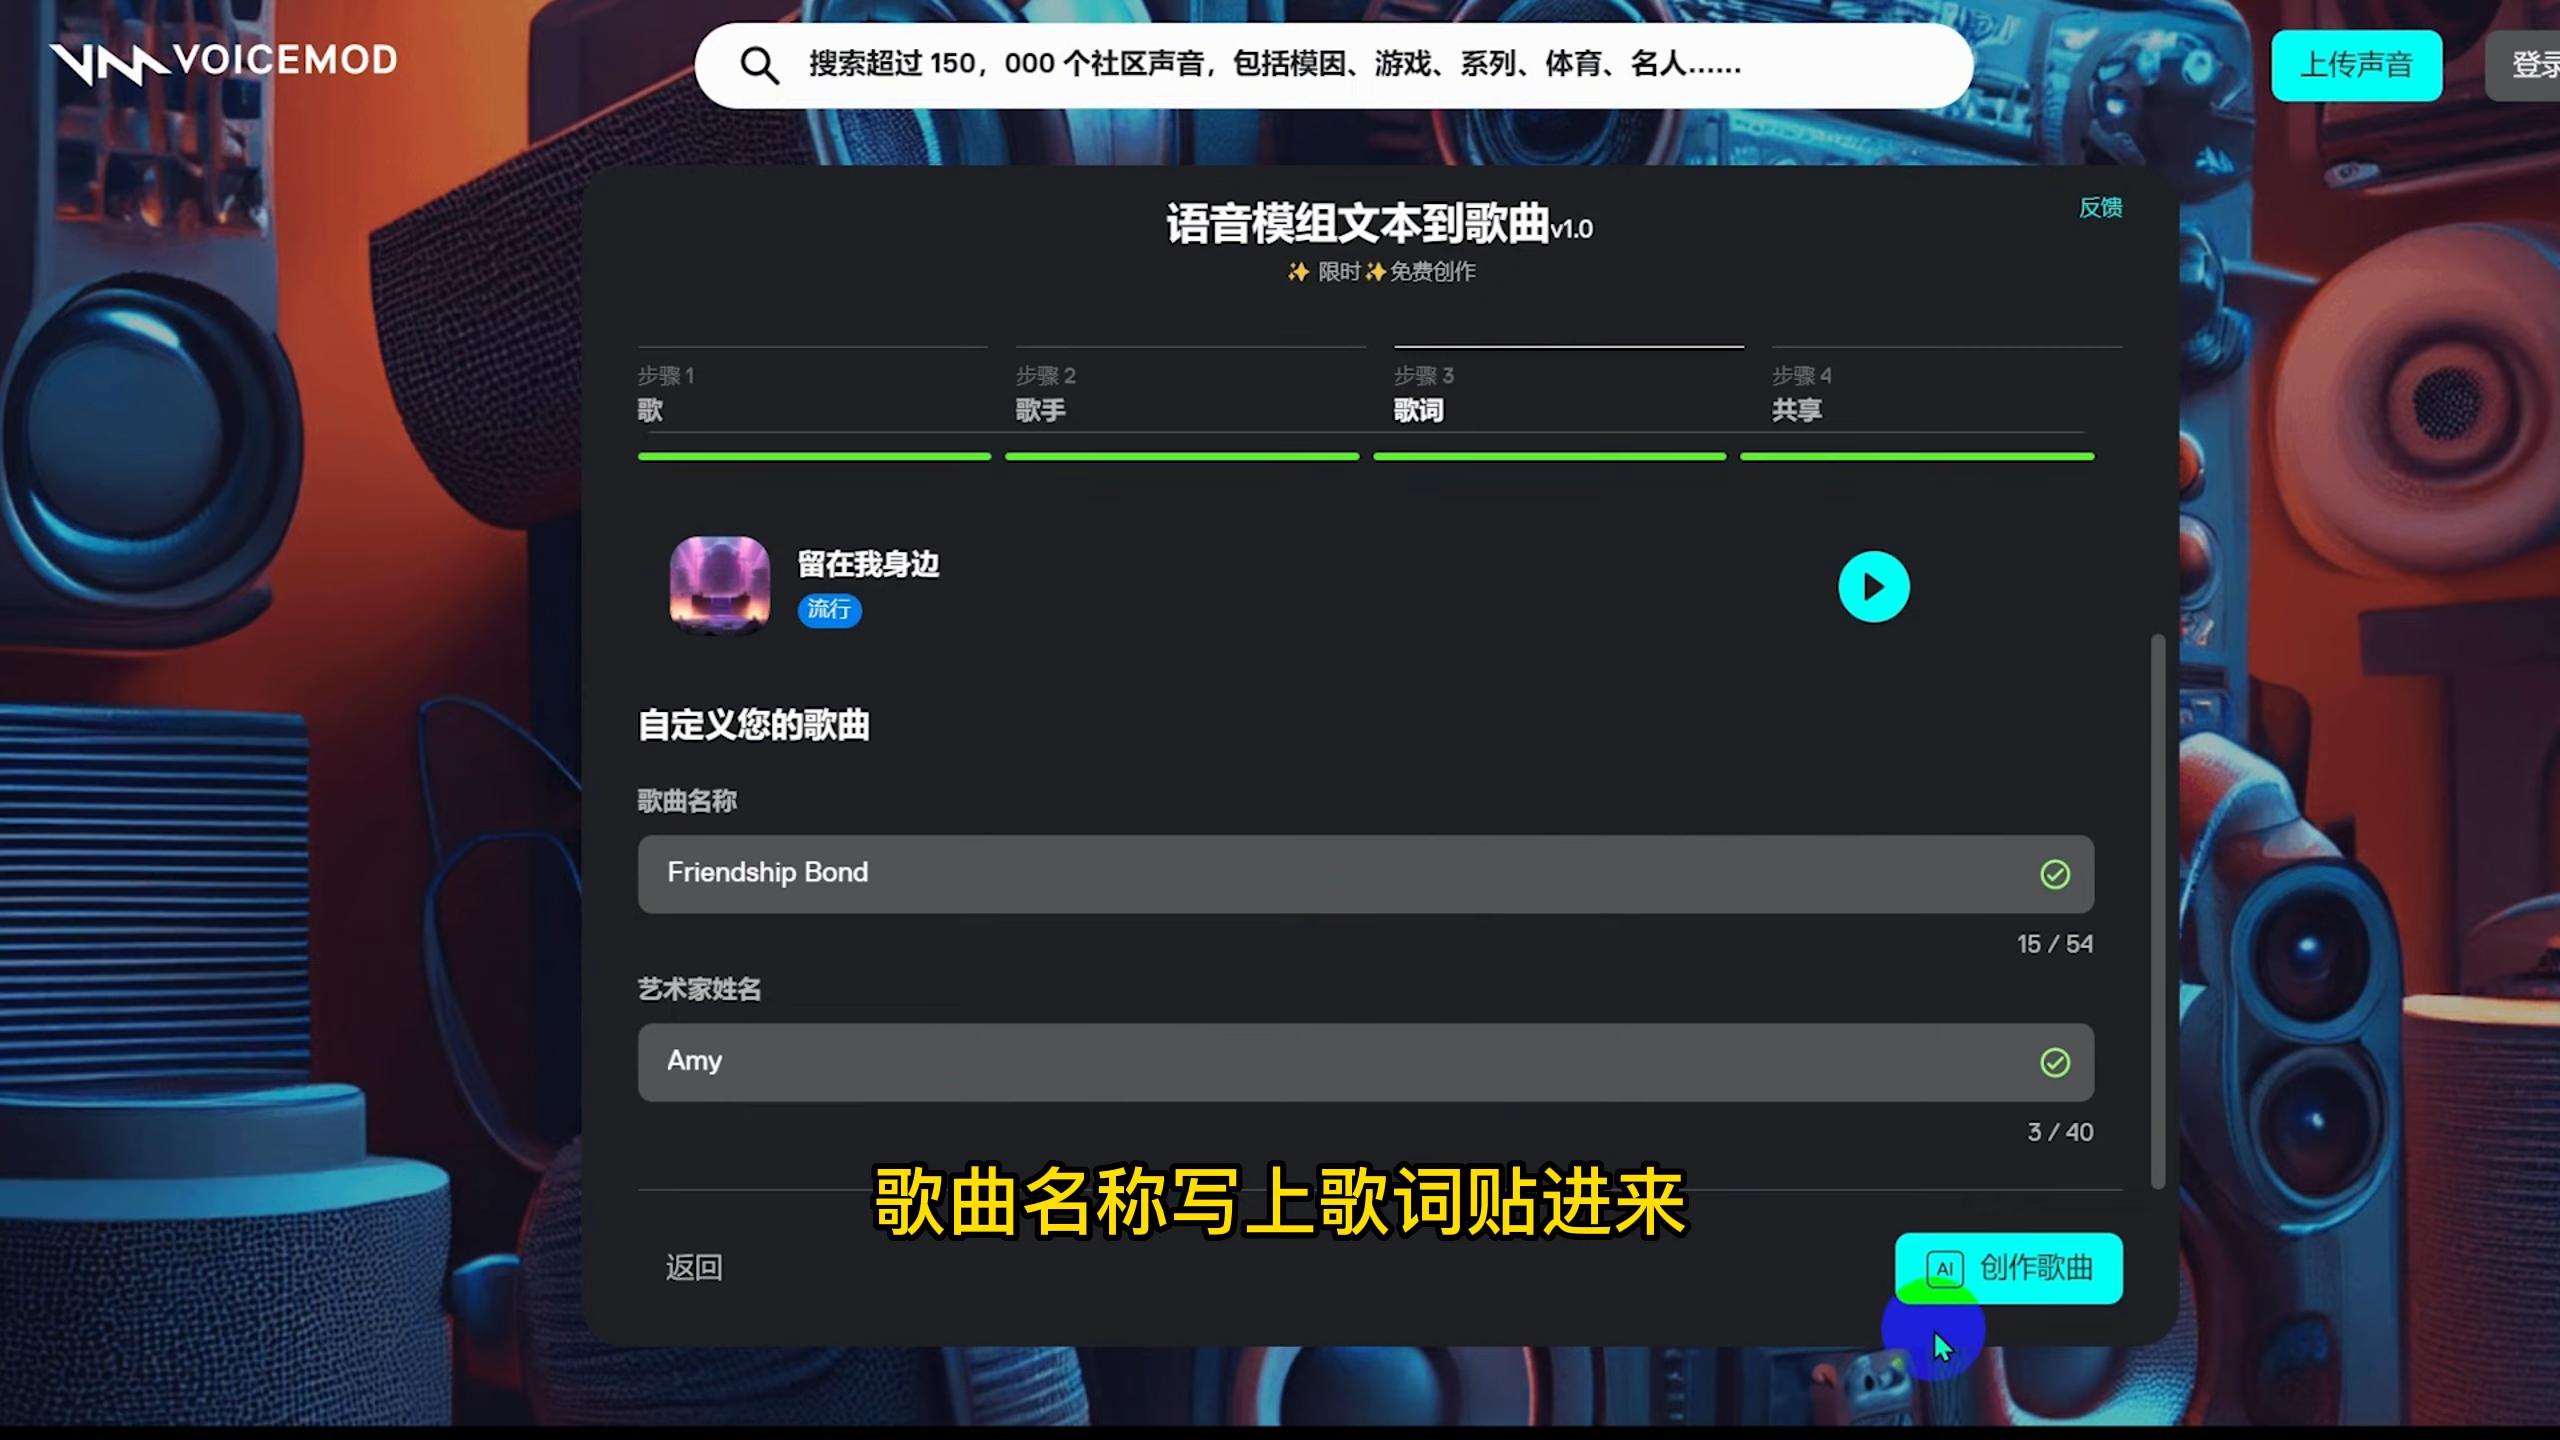 VOICEMOD
搜索超过 150，000 个社区声音，包括模因、游戏、系列、体育、名人……
上传声音
登录
语音模组文本到歌曲v1.0
反馈
✨ 限时✨免费创作
步骤 1
歌
步骤 2
歌手
步骤 3
歌词
步骤 4
共享
留在我身边
流行
自定义您的歌曲
歌曲名称
Friendship Bond
15 / 54
艺术家姓名
Amy
3 / 40
歌曲名称写上歌词贴进来
返回
AI 创作歌曲